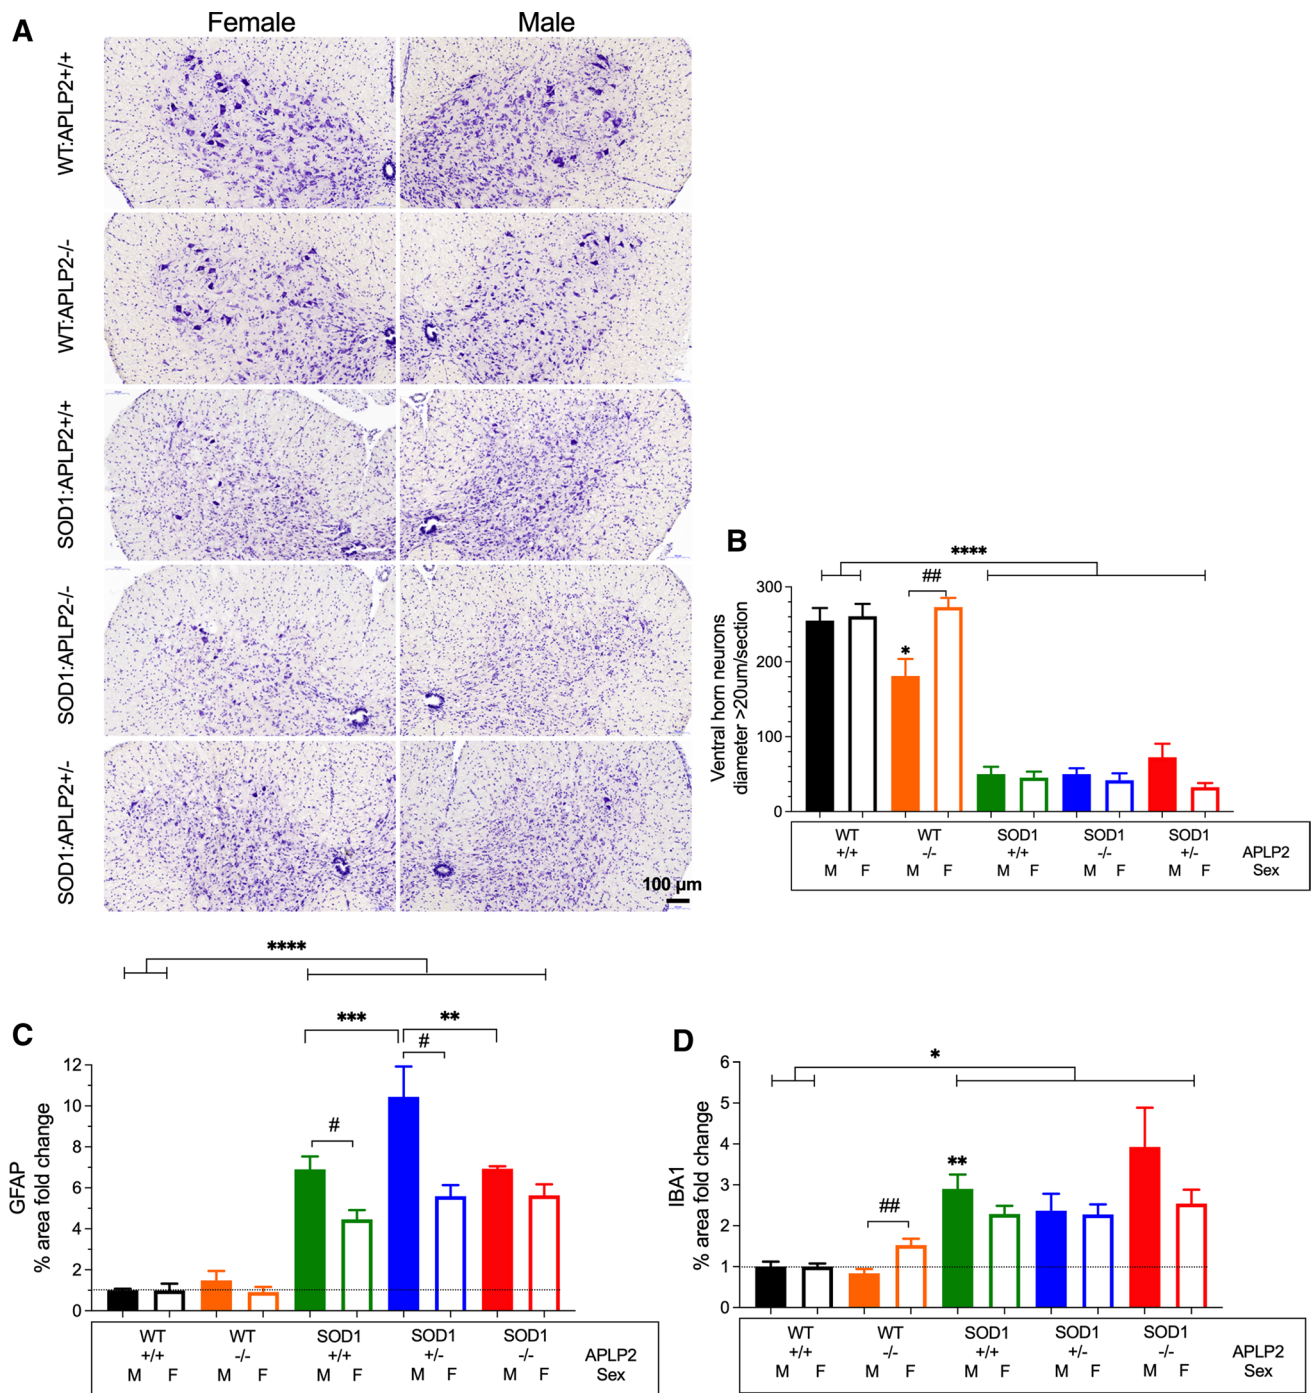 A
Female Male
WT:APLP2+/+
WT:APLP2-/-
SOD1:APLP2+/+
SOD1:APLP2-/-
SOD1:APLP2+/-
100 µm
B
****
##
*
Ventral horn neurons
diameter >20um/section
300
200
100
0
WT WT SOD1 SOD1 SOD1
+/+ -/- +/+ -/- +/- APLP2
M F M F M F M F M F Sex
C
****
*** **
#
#
GFAP
% area fold change
12
10
8
6
4
2
0
WT WT SOD1 SOD1 SOD1
+/+ -/- +/+ +/- -/- APLP2
M F M F M F M F M F Sex
D
*
**
##
IBA1
% area fold change
6
5
4
3
2
1
0
WT WT SOD1 SOD1 SOD1
+/+ -/- +/+ +/- -/- APLP2
M F M F M F M F M F Sex